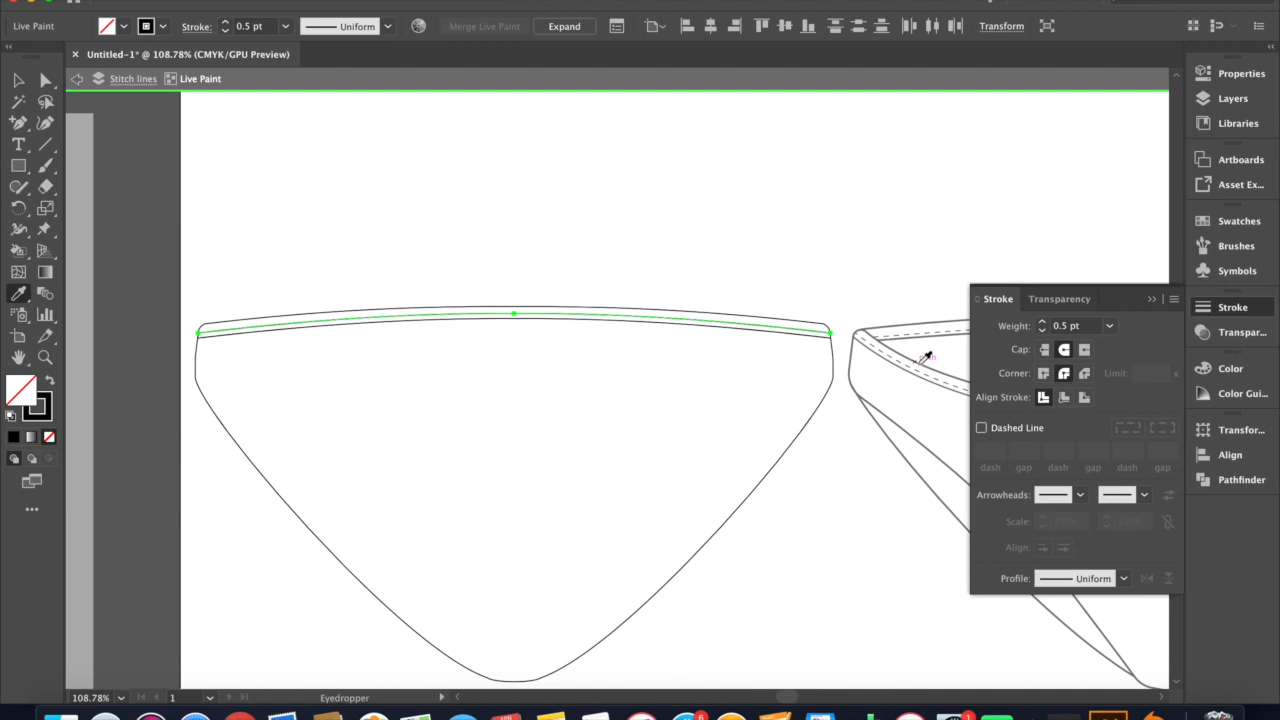 Live Paint
Stroke:
0.5 pt
Uniform
Merge Live Paint
Expand
Transform
× Untitled-1* @ 108.78% (CMYK/GPU Preview)
Stitch lines
Live Paint
Properties
Layers
Libraries
Artboards
Asset Ex...
Swatches
Brushes
Symbols
Stroke
Transpar...
Color
Color Gui...
Transfor...
Align
Pathfinder
Stroke
Transparency
Weight:
0.5 pt
Cap:
Corner:
Limit:
x
Align Stroke:
Dashed Line
dash
gap
dash
gap
dash
gap
Arrowheads:
Scale:
Align:
Profile:
Uniform
path
108.78%
1
Eyedropper
6
1